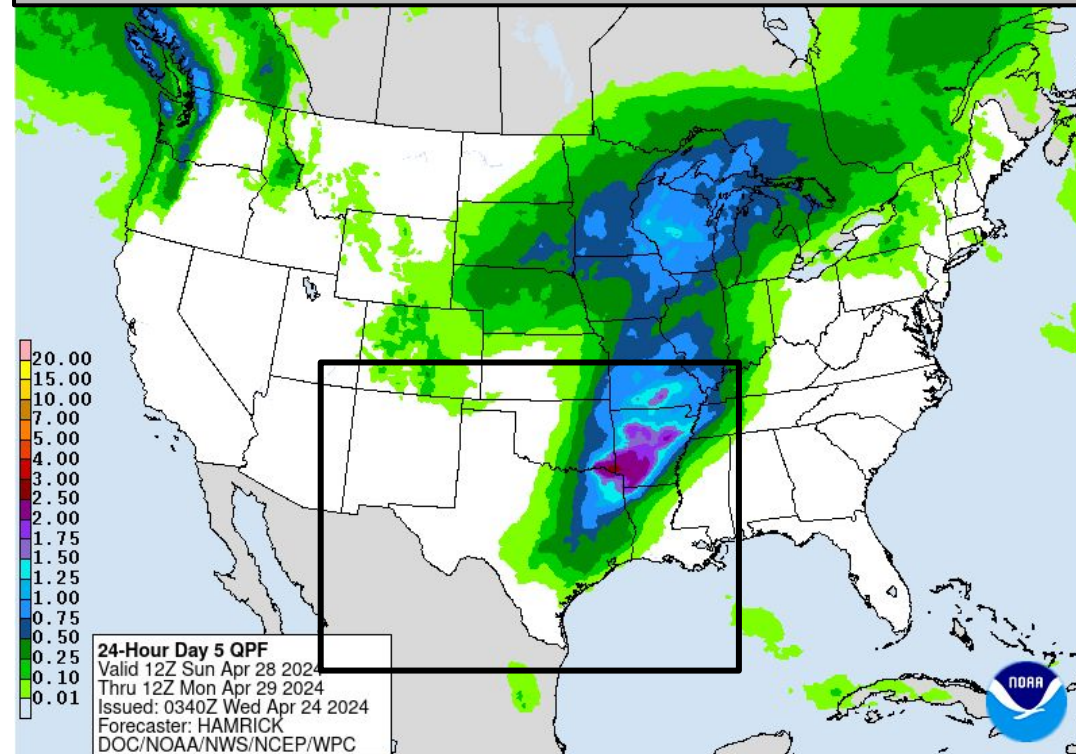 20.00
15.00
10.00
7.00
5.00
4.00
3.00
2.50
2.00
1.75
1.50
1.25
1.00
0.75
0.50
0.25
0.10
0.01
24-Hour Day 5 QPF
Valid 12Z Sun Apr 28 2024
Thru 12Z Mon Apr 29 2024
Issued: 0340Z Wed Apr 24 2024
Forecaster: HAMRICK
DOC/NOAA/NWS/NCEP/WPC
NOAA